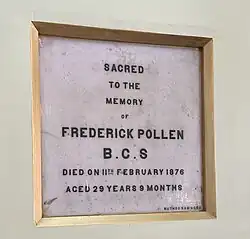 SACRED
TO THE
MEMORY
OF
FREDERICK POLLEN
B.C.S
DIED ON 11TH FEBRUARY 1876
AGED 29 YEARS 9 MONTHS